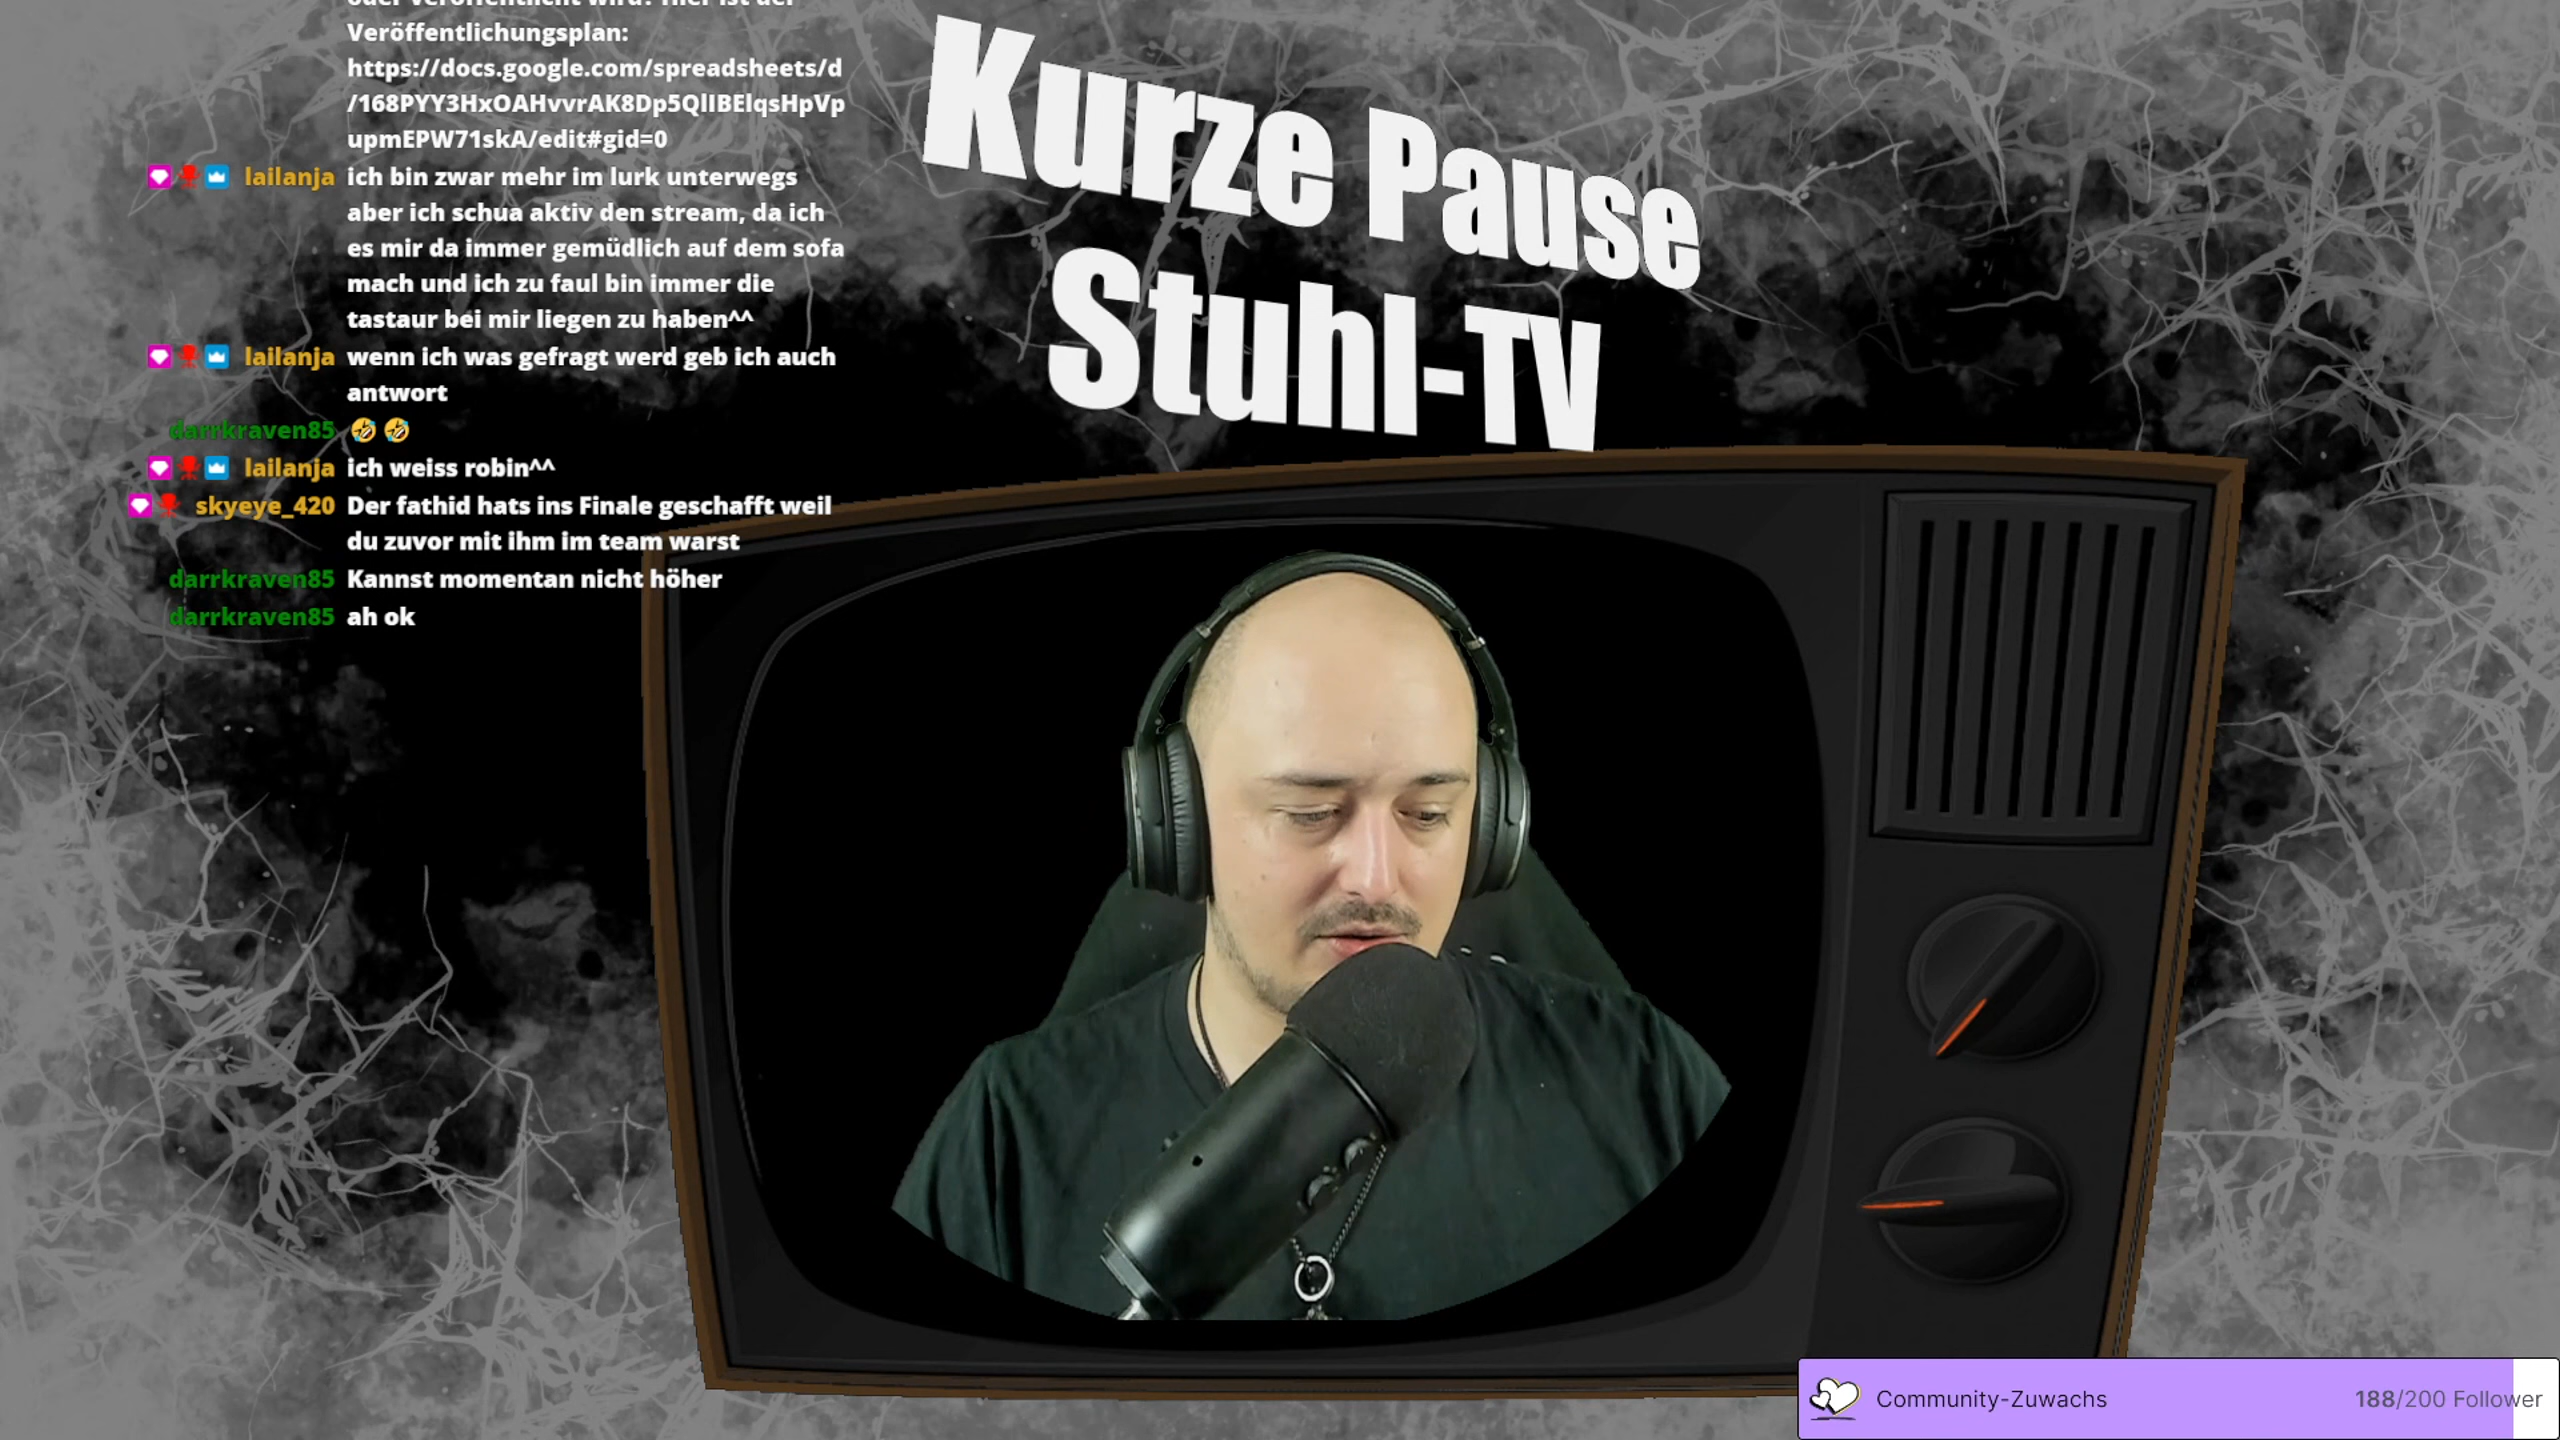 Veröffentlichungsplan:
https://docs.google.com/spreadsheets/d
/168PYY3HxOAHvvrAK8Dp5QlIBElqsHpVp
upmEPW71skA/edit#gid=0
lailanja ich bin zwar mehr im lurk unterwegs
aber ich schua aktiv den stream, da ich
es mir da immer gemüdlich auf dem sofa
mach und ich zu faul bin immer die
tastaur bei mir liegen zu haben^^
lailanja wenn ich was gefragt werd geb ich auch
antwort
darrkraven85 🤣 🤣
lailanja ich weiss robin^^
skyeye_420 Der fathid hats ins Finale geschafft weil
du zuvor mit ihm im team warst
darrkraven85 Kannst momentan nicht höher
darrkraven85 ah ok
Kurze Pause
Stuhl-TV
Community-Zuwachs 188/200 Follower